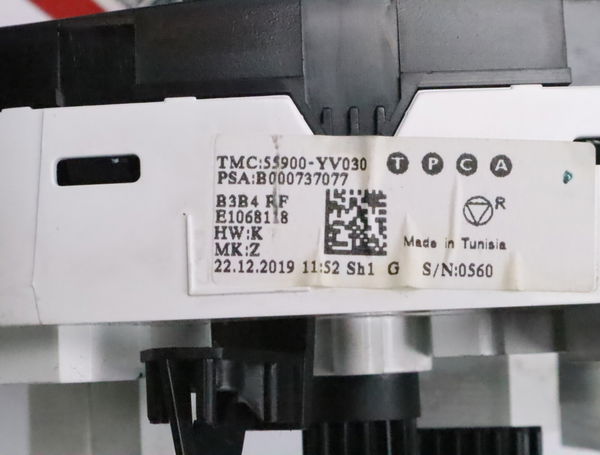 TMC:55900-YV030 T P C A
PSA:B000737077
B3B4 RF
E1068118
HW:K
MK:Z
R
Made in Tunisia
22.12.2019 11:52 Sh1 G S/N:0560